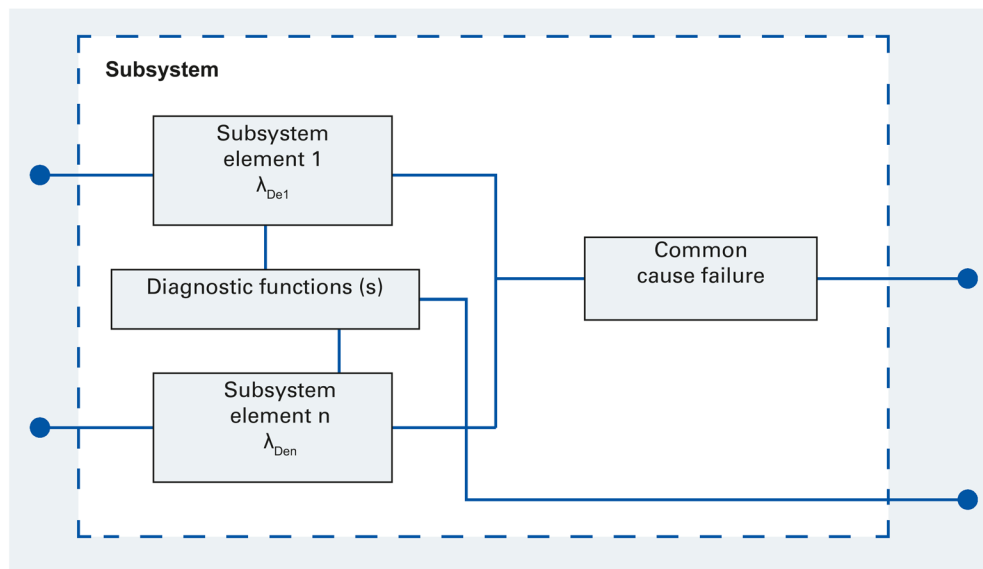 Subsystem
Subsystem
element 1
λDe1
Diagnostic functions (s)
Subsystem
element n
λDen
Common
cause failure